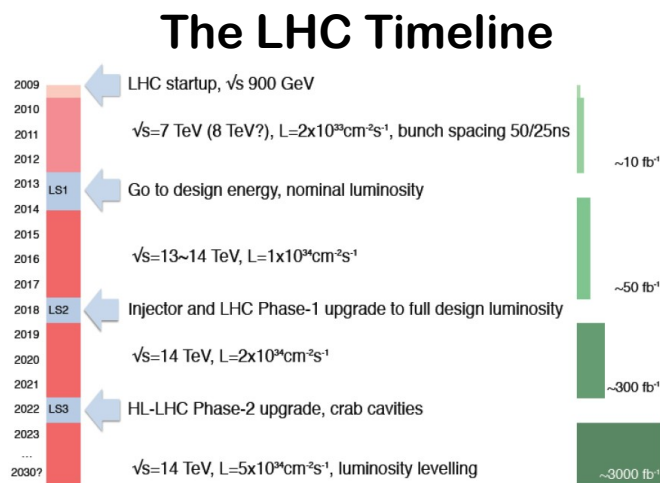 The LHC Timeline
2009
LHC startup, √s 900 GeV
2010
2011
√s=7 TeV (8 TeV?), L=2x10³³cm⁻²s⁻¹, bunch spacing 50/25ns
2012
~10 fb⁻¹
2013
LS1
Go to design energy, nominal luminosity
2014
2015
2016
√s=13~14 TeV, L=1x10³⁴cm⁻²s⁻¹
2017
~50 fb⁻¹
2018
LS2
Injector and LHC Phase-1 upgrade to full design luminosity
2019
2020
√s=14 TeV, L=2x10³⁴cm⁻²s⁻¹
2021
~300 fb⁻¹
2022
LS3
HL-LHC Phase-2 upgrade, crab cavities
2023
...
2030?
√s=14 TeV, L=5x10³⁴cm⁻²s⁻¹, luminosity levelling
~3000 fb⁻¹